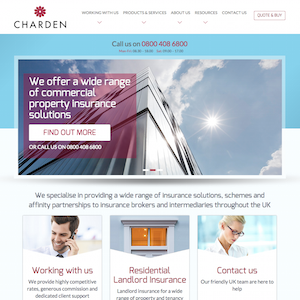 CHARDEN
WORKING WITH US PRODUCTS & SERVICES ABOUT US RESOURCES CONTACT US
QUOTE & BUY
Call us on 0800 408 6800
We offer a wide range
of commercial
property insurance
solutions
FIND OUT MORE
OR CALL US ON 0800 408 6800
We specialise in providing a wide range of insurance solutions, schemes and
affinity partnerships to insurance brokers and intermediaries throughout the UK
Working with us
We provide highly competitive
rates, generous commission and
dedicated client support
Residential
Landlord Insurance
Landlord insurance for a wide
range of property and tenancy
Contact us
Our friendly UK team are here to
help